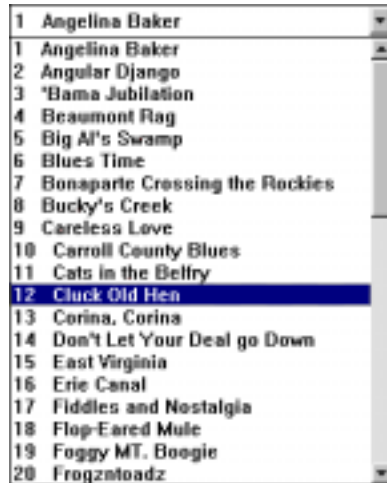 1 Angelina Baker
1 Angelina Baker
2 Angular Django
3 'Bama Jubilation
4 Beaumont Rag
5 Big Al's Swamp
6 Blues Time
7 Bonaparte Crossing the Rockies
8 Bucky's Creek
9 Careless Love
10 Carroll County Blues
11 Cats in the Belfry
12 Cluck Old Hen
13 Corina, Corina
14 Don't Let Your Deal go Down
15 East Virginia
16 Erie Canal
17 Fiddles and Nostalgia
18 Flop-Eared Mule
19 Foggy MT. Boogie
20 Frogzntoadz